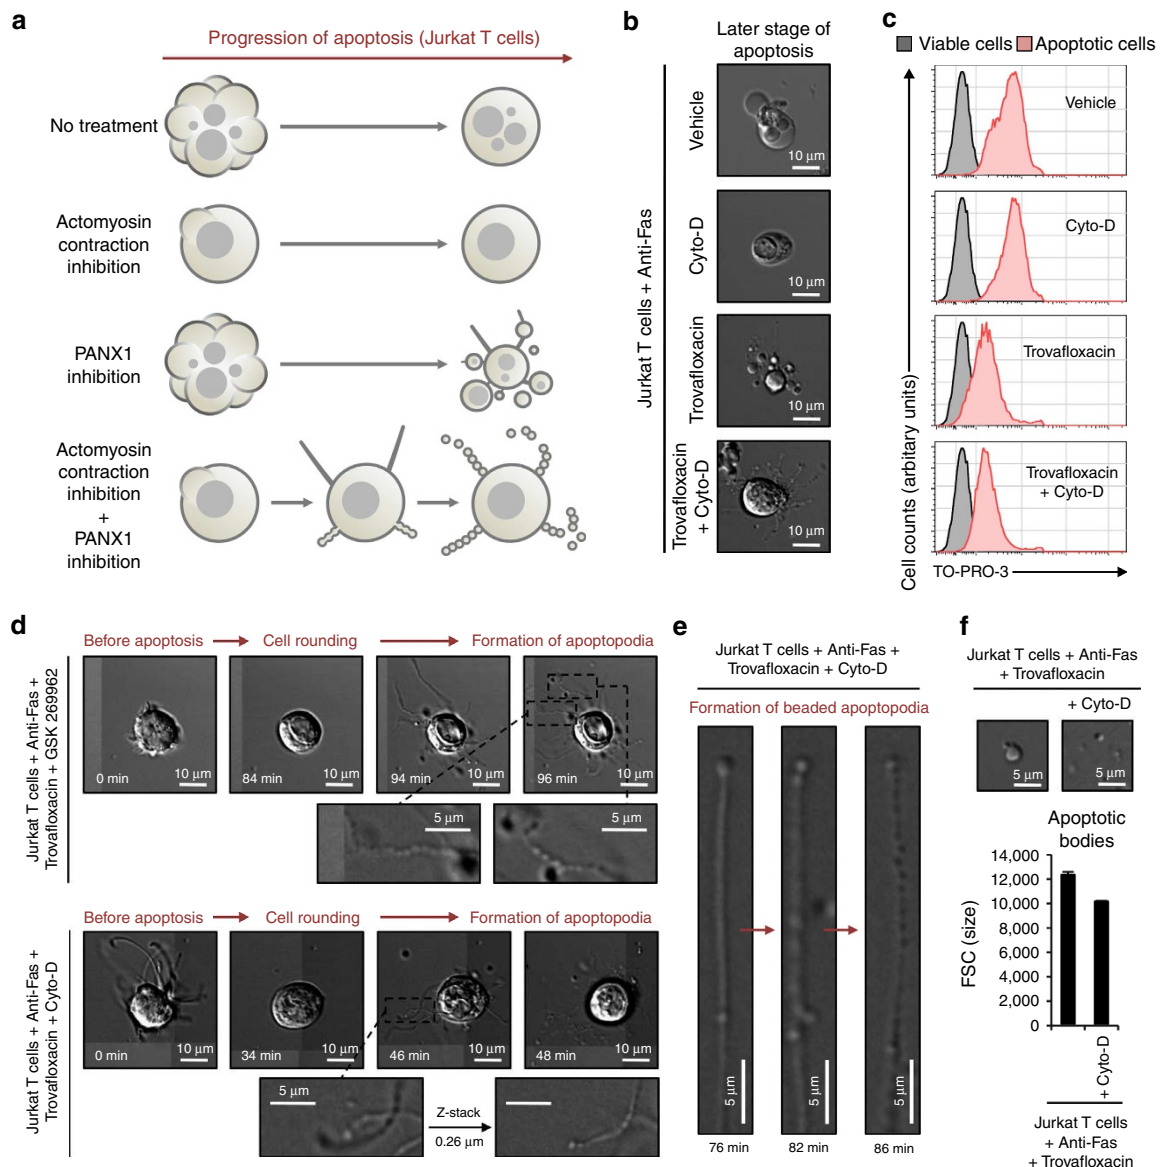 a
Progression of apoptosis (Jurkat T cells)
No treatment
Actomyosin
contraction
inhibition
PANX1
inhibition
Actomyosin
contraction
inhibition
+
PANX1
inhibition
b
Later stage of
apoptosis
Jurkat T cells + Anti-Fas
Vehicle
10 μm
Cyto-D
10 μm
Trovafloxacin
10 μm
Trovafloxacin
+ Cyto-D
10 μm
c
Viable cells
Apoptotic cells
Cell counts (arbitary units)
Vehicle
Cyto-D
Trovafloxacin
Trovafloxacin
+ Cyto-D
TO-PRO-3
d
Jurkat T cells + Anti-Fas +
Trovafloxacin + GSK 269962
Before apoptosis
Cell rounding
Formation of apoptopodia
0 min
10 μm
84 min
10 μm
94 min
10 μm
96 min
10 μm
5 μm
5 μm
Jurkat T cells + Anti-Fas +
Trovafloxacin + Cyto-D
Before apoptosis
Cell rounding
Formation of apoptopodia
0 min
10 μm
34 min
10 μm
46 min
10 μm
48 min
10 μm
5 μm
Z-stack
0.26 μm
e
Jurkat T cells + Anti-Fas +
Trovafloxacin + Cyto-D
Formation of beaded apoptopodia
5 μm
5 μm
5 μm
76 min
82 min
86 min
f
Jurkat T cells + Anti-Fas
+ Trovafloxacin
+ Cyto-D
5 μm
5 μm
Apoptotic
bodies
FSC (size)
14,000
12,000
10,000
8,000
6,000
4,000
2,000
0
+ Cyto-D
Jurkat T cells
+ Anti-Fas
+ Trovafloxacin